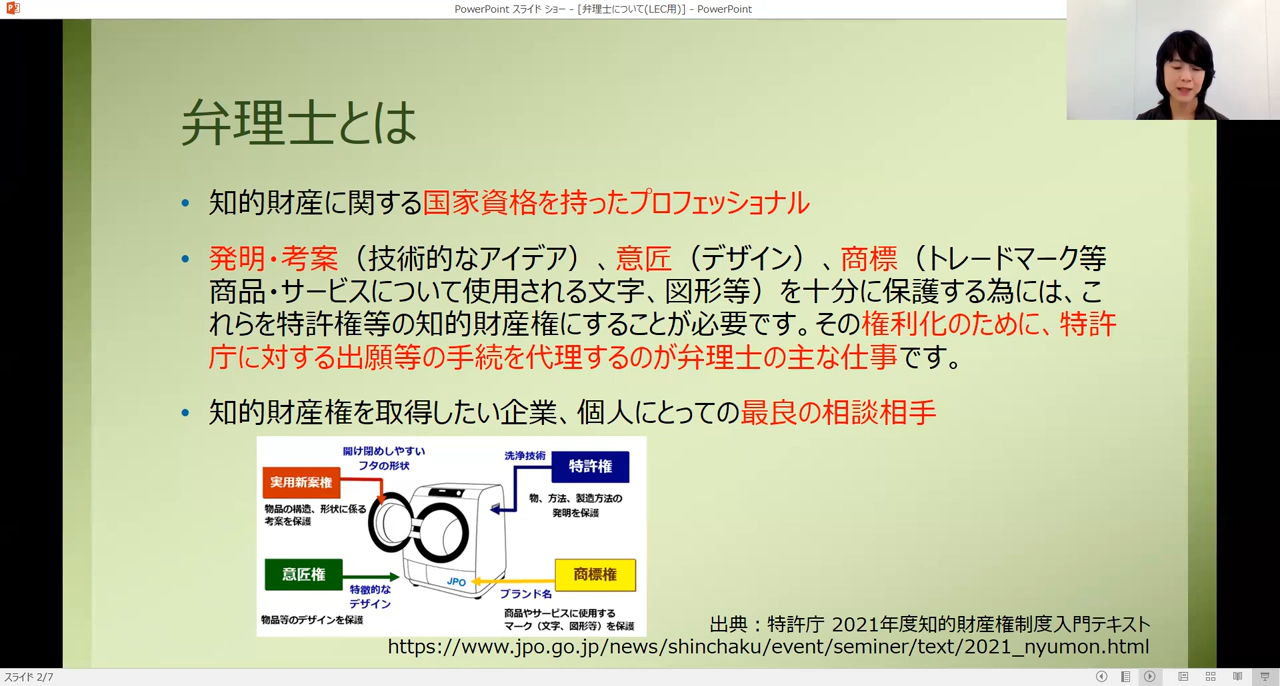 PowerPoint スライド ショー - [弁理士について(LEC用)] - PowerPoint
弁理士とは
• 知的財産に関する国家資格を持ったプロフェッショナル
• 発明・考案（技術的なアイデア）、意匠（デザイン）、商標（トレードマーク等
商品・サービスについて使用される文字、図形等）を十分に保護する為には、こ
れらを特許権等の知的財産権にすることが必要です。その権利化のために、特許
庁に対する出願等の手続を代理するのが弁理士の主な仕事です。
• 知的財産権を取得したい企業、個人にとっての最良の相談相手
開け閉めしやすい
フタの形状
実用新案権
物品の構造、形状に係る
考案を保護
洗浄技術
特許権
物、方法、製造方法の
発明を保護
意匠権
特徴的な
デザイン
物品等のデザインを保護
JPO
商標権
ブランド名
商品やサービスに使用する
マーク（文字、図形等）を保護
出典：特許庁 2021年度知的財産権制度入門テキスト
https://www.jpo.go.jp/news/shinchaku/event/seminer/text/2021_nyumon.html
スライド 2/7